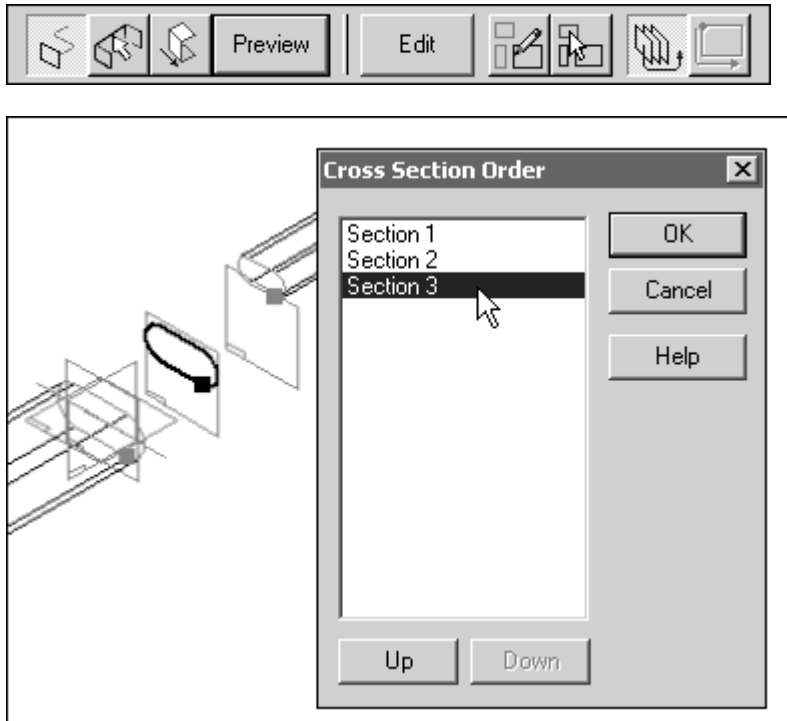 Preview Edit
Cross Section Order
Section 1
OK
Section 2
Section 3
Cancel
Help
Up Down